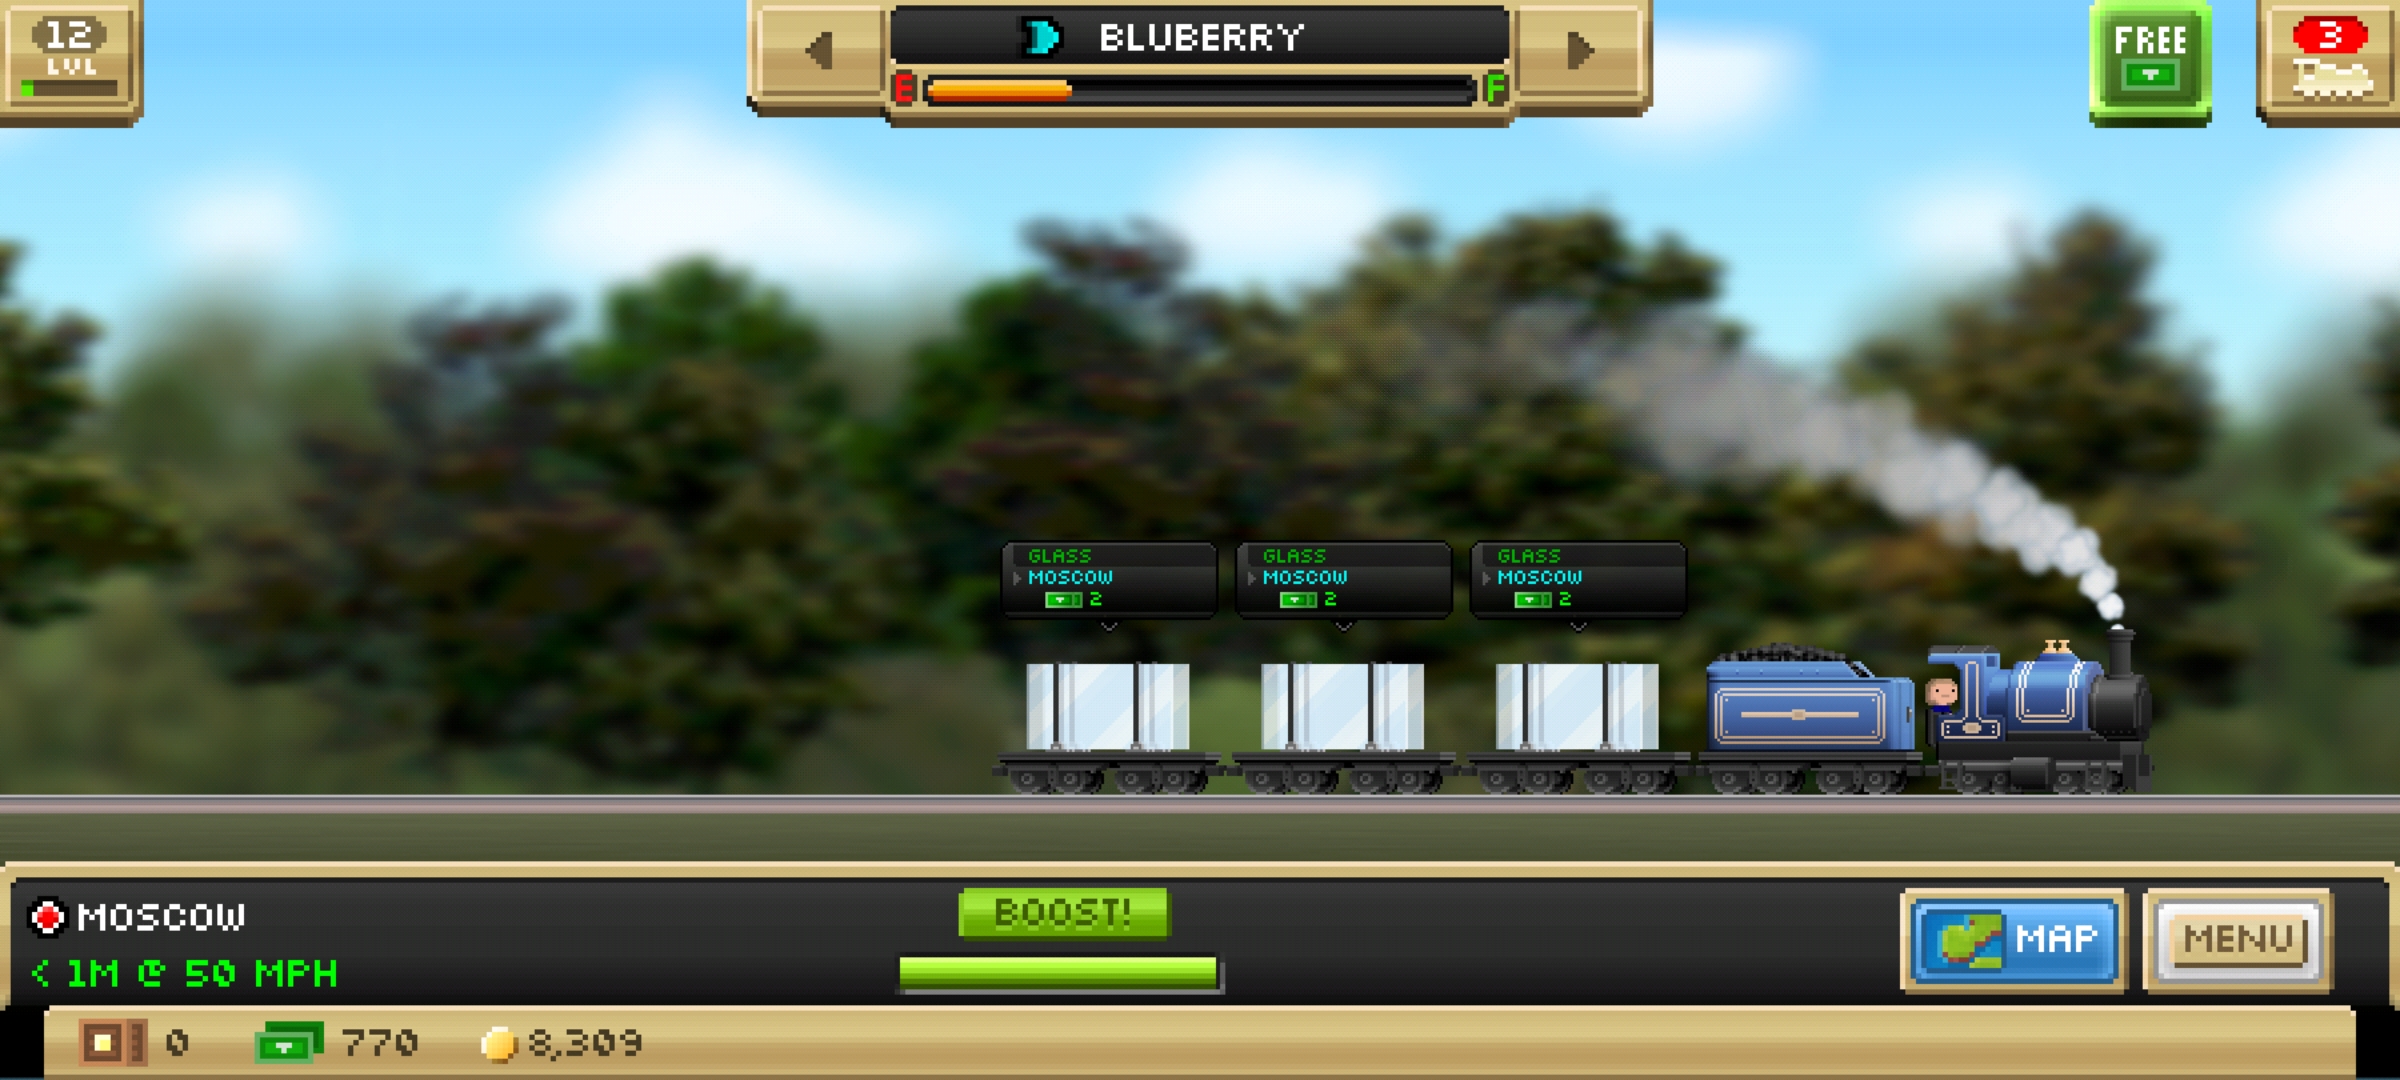 12
LVL
BLUBERRY
E F
FREE
3
GLASS
MOSCOW
2
GLASS
MOSCOW
2
GLASS
MOSCOW
2
MOSCOW
< 1M @ 50 MPH
BOOST!
MAP
MENU
0 770 8,309